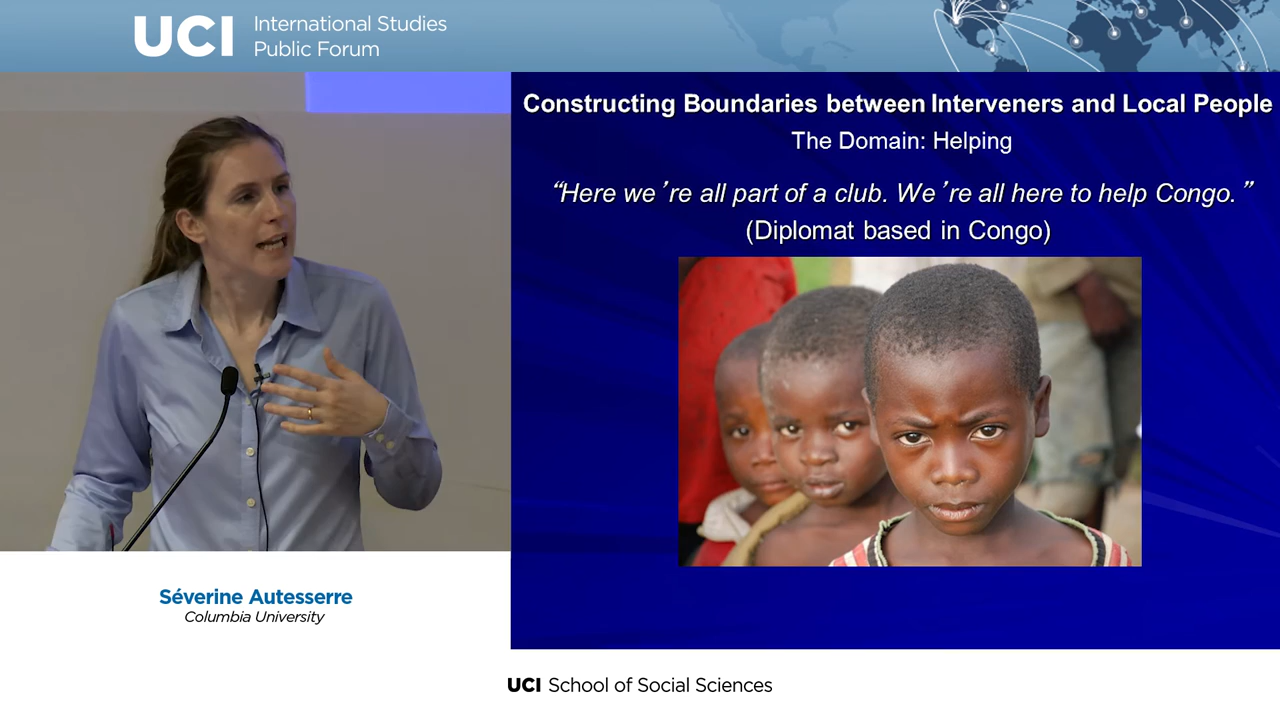 UCI International Studies
Public Forum
Constructing Boundaries between Interveners and Local People
The Domain: Helping
“Here we´re all part of a club. We´re all here to help Congo.”
(Diplomat based in Congo)
Séverine Autesserre
Columbia University
UCI School of Social Sciences